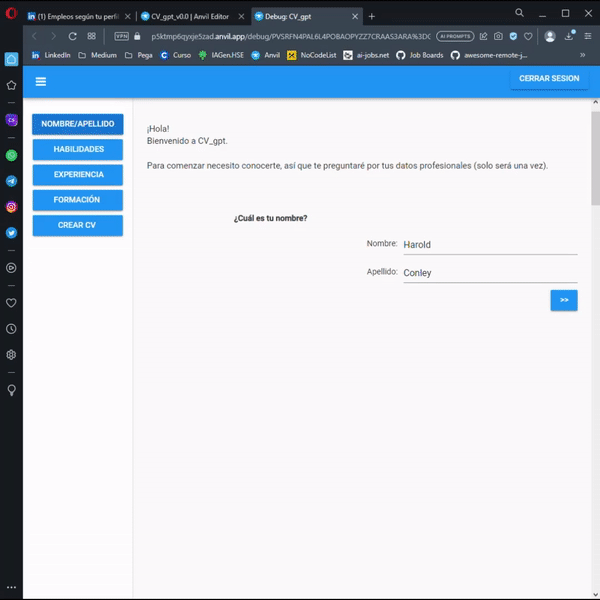 (1) Empleos según tu perfil
CV_gpt_v0.0 | Anvil Editor
Debug: CV_gpt
VPN
p5ktmp6qyxje5zad.anvil.app/debug/
AI PROMPTS
LinkedIn
Medium
Pega
Curso
IAGen.HSE
Anvil
NoCodeList
ai-jobs.net
Job Boards
awesome-remote-j...
CERRAR SESION
NOMBRE/APELLIDO
HABILIDADES
EXPERIENCIA
FORMACIÓN
CREAR CV
¡Hola!
Bienvenido a CV_gpt.
Para comenzar necesito conocerte, así que te preguntaré por tus datos profesionales (solo será una vez).
¿Cuál es tu nombre?
Nombre: Harold
Apellido: Conley
>>